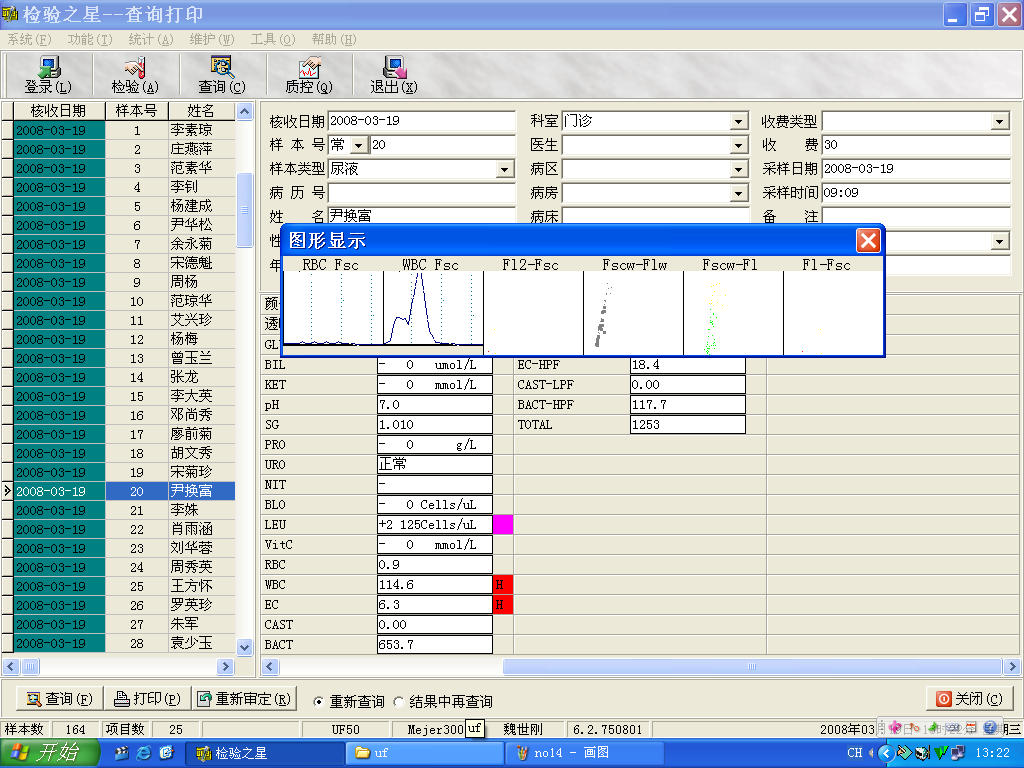 检验之星--查询打印
系统(F) 功能(T) 统计(A) 维护(W) 工具(O) 帮助(H)
登录(L) 检验(A) 查询(C) 质控(Q) 退出(X)
核收日期 样本号 姓名
2008-03-19 1 李素琼
2008-03-19 2 庄燕萍
2008-03-19 3 范素华
2008-03-19 4 李钊
2008-03-19 5 杨建成
2008-03-19 6 尹华松
2008-03-19 7 余永菊
2008-03-19 8 宋德魁
2008-03-19 9 周杨
2008-03-19 10 范琼华
2008-03-19 11 艾兴珍
2008-03-19 12 杨梅
2008-03-19 13 曾玉兰
2008-03-19 14 张龙
2008-03-19 15 李大英
2008-03-19 16 邓尚秀
2008-03-19 17 廖前菊
2008-03-19 18 胡文秀
2008-03-19 19 宋菊珍
2008-03-19 20 尹换富
2008-03-19 21 李姝
2008-03-19 22 肖雨涵
2008-03-19 23 刘华蓉
2008-03-19 24 周秀英
2008-03-19 25 王方怀
2008-03-19 26 罗英珍
2008-03-19 27 朱军
2008-03-19 28 袁少玉
核收日期 2008-03-19 科室 门诊 收费类型
样本号 常 20 医生 收费 30
样本类型 尿液 病区 采样日期 2008-03-19
病历号 病房 采样时间 09:09
姓名 尹换富 病床 备注
图形显示
RBC Fsc WBC Fsc Fl2-Fsc Fscw-Flw Fscw-Fl Fl-Fsc
BIL - 0 umol/L EC-HPF 18.4
KET - 0 mmol/L CAST-LPF 0.00
pH 7.0 BACT-HPF 117.7
SG 1.010 TOTAL 1253
PRO - 0 g/L
URO 正常
NIT -
BLO - 0 Cells/uL
LEU +2 125Cells/uL
VitC - 0 mmol/L
RBC 0.9
WBC 114.6 H
EC 6.3 H
CAST 0.00
BACT 653.7
查询(F) 打印(P) 重新审定(R) 重新查询 结果中再查询 关闭(C)
样本数 164 项目数 25 UF50 Mejer300 uf 魏世刚 6.2.750801 2008年03
开始 检验之星 uf no14 - 画图 CH 13:22